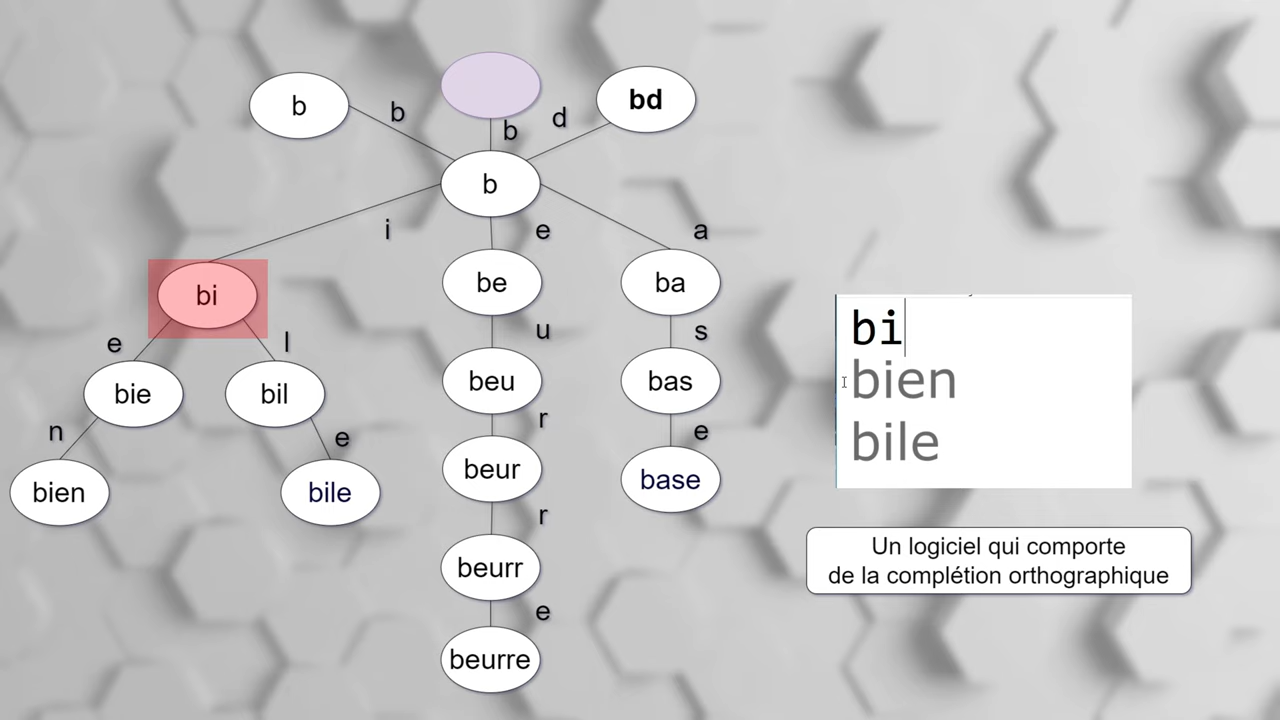 b
bd
b
b
d
b
i
e
a
bi
be
ba
e
l
u
s
bie
bil
beu
bas
n
e
r
e
bien
bile
beur
base
r
beurr
e
beurre
bi
bien
bile
Un logiciel qui comporte
de la complétion orthographique